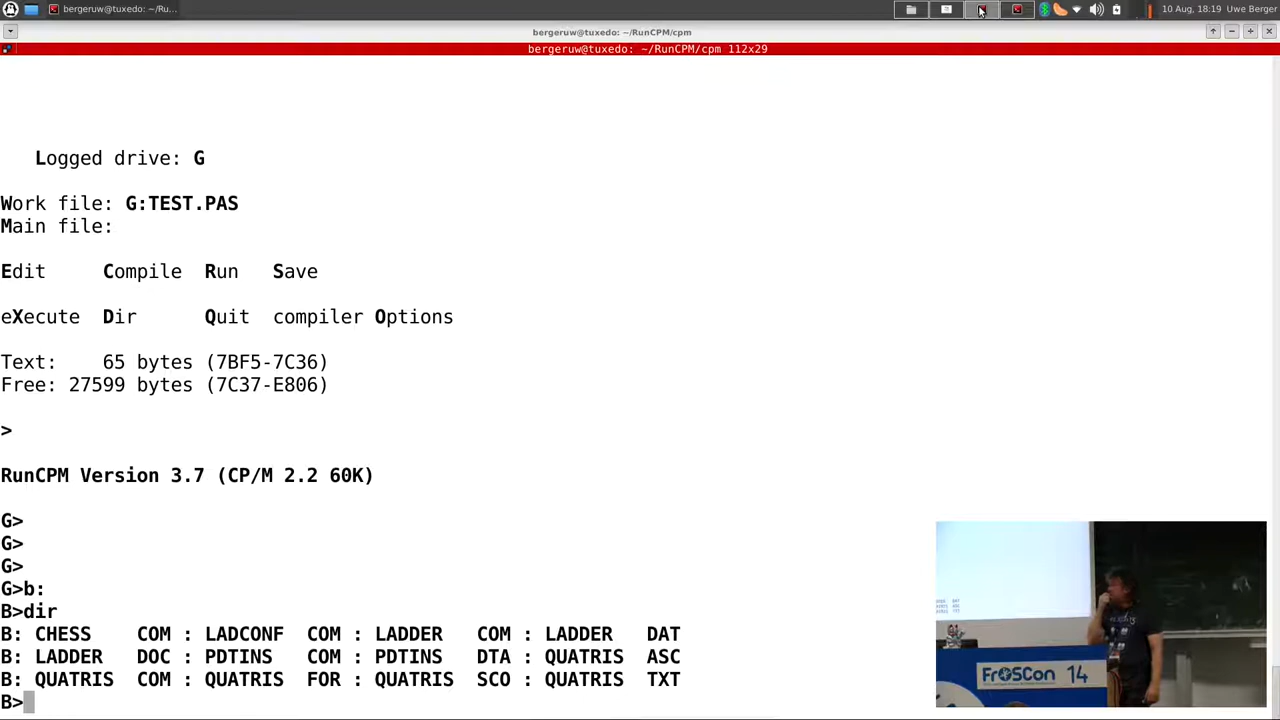 bergeruw@tuxedo: ~/Ru...
10 Aug, 18:19 Uwe Berger
bergeruw@tuxedo: ~/RunCPM/cpm
bergeruw@tuxedo: ~/RunCPM/cpm 112x29
Logged drive: G
Work file: G:TEST.PAS
Main file:
Edit Compile Run Save
eXecute Dir Quit compiler Options
Text: 65 bytes (7BF5-7C36)
Free: 27599 bytes (7C37-E806)
>
RunCPM Version 3.7 (CP/M 2.2 60K)
G>
G>
G>
G>b:
B>dir
B: CHESS COM : LADCONF COM : LADDER COM : LADDER DAT
B: LADDER DOC : PDTINS COM : PDTINS DTA : QUATRIS ASC
B: QUATRIS COM : QUATRIS FOR : QUATRIS SCO : QUATRIS TXT
B>
FrOSCon 14